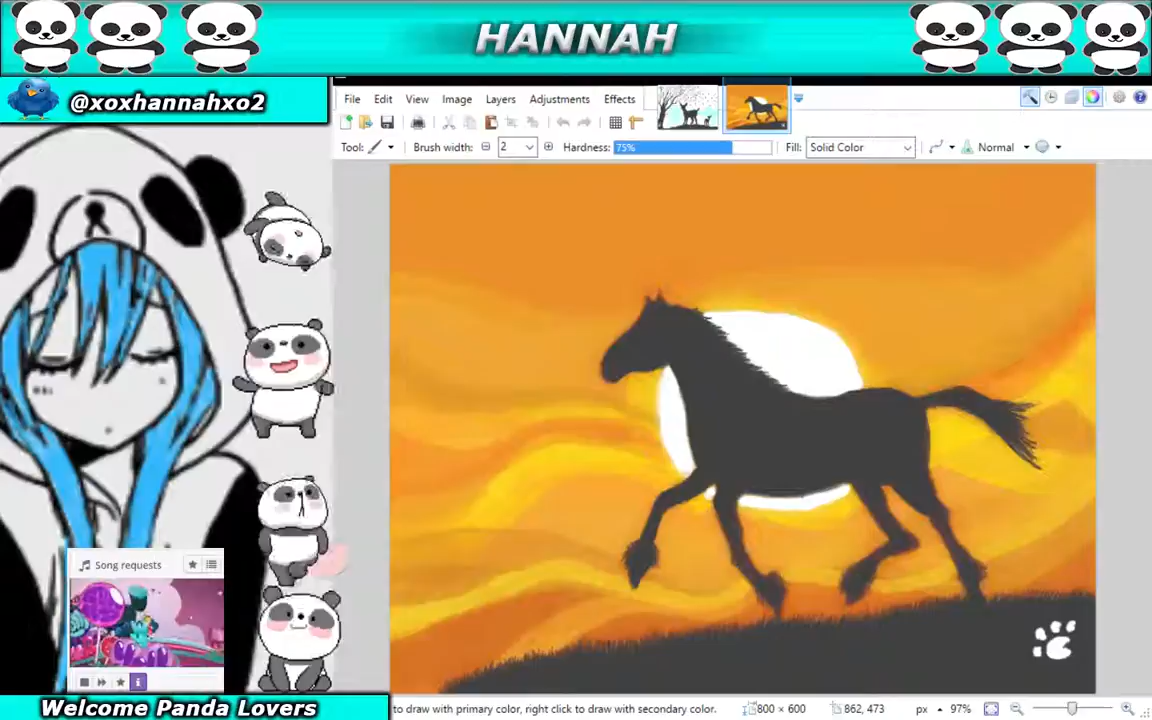 HANNAH
@xoxhannahxo2
File Edit View Image Layers Adjustments Effects
Tool: Brush width: 2 Hardness: 75% Fill: Solid Color Normal
Song requests
Welcome Panda Lovers
to draw with primary color, right click to draw with secondary color. 800 × 600 862, 473 px 97%